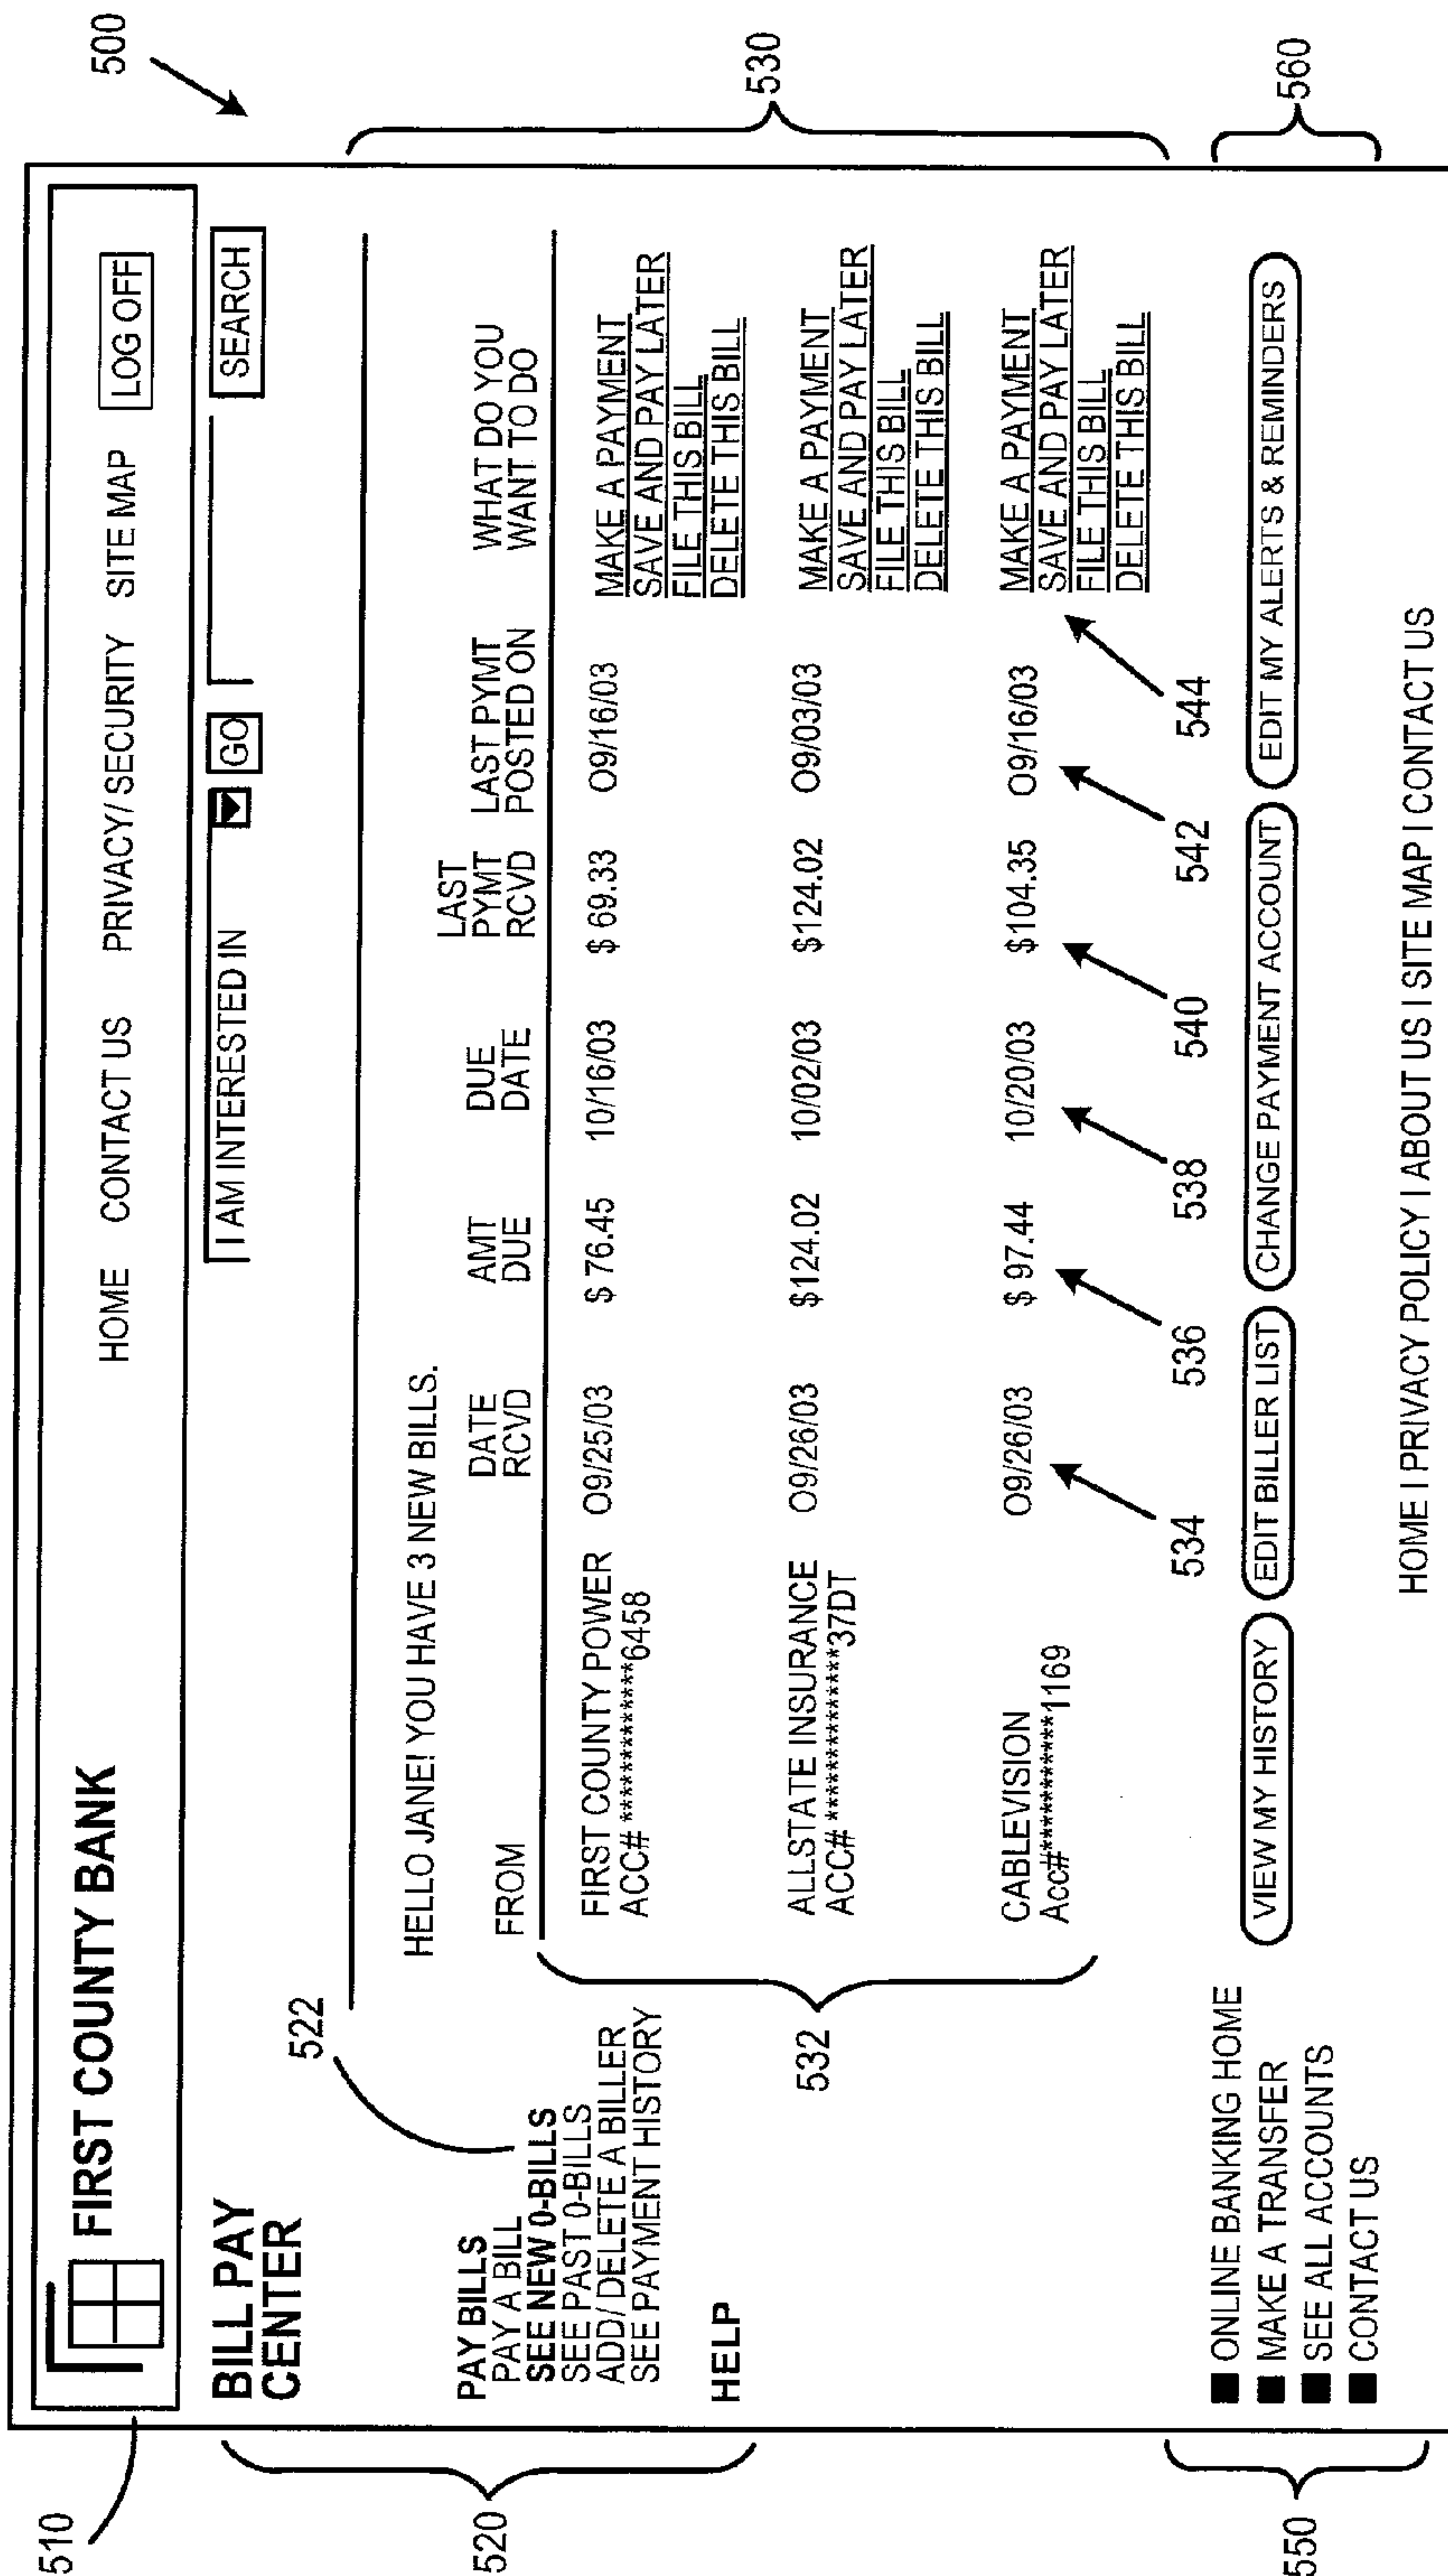 500
510
FIRST COUNTY BANK
HOME CONTACT US PRIVACY/SECURITY SITE MAP LOG OFF
BILL PAY
CENTER
I AM INTERESTED IN GO SEARCH
522
520
PAY BILLS
PAY A BILL
SEE NEW 0-BILLS
SEE PAST 0-BILLS
ADD/DELETE A BILLER
SEE PAYMENT HISTORY
HELP
HELLO JANE! YOU HAVE 3 NEW BILLS.
FROM
DATE
RCVD
AMT
DUE
DUE
DATE
LAST
PYMT
RCVD
LAST PYMT
POSTED ON
WHAT DO YOU
WANT TO DO
530
532
FIRST COUNTY POWER O9/25/03 $ 76.45 10/16/03 $ 69.33 O9/16/03 MAKE A PAYMENT
ACC# **************6458 SAVE AND PAY LATER
FILE THIS BILL
DELETE THIS BILL
ALLSTATE INSURANCE O9/26/03 $124.02 10/02/03 $124.02 O9/03/03 MAKE A PAYMENT
ACC# **************37DT SAVE AND PAY LATER
FILE THIS BILL
DELETE THIS BILL
CABLEVISION O9/26/03 $ 97.44 10/20/03 $104.35 O9/16/03 MAKE A PAYMENT
Acc#**************1169 SAVE AND PAY LATER
FILE THIS BILL
DELETE THIS BILL
534 536 538 540 542 544
550
ONLINE BANKING HOME
MAKE A TRANSFER
SEE ALL ACCOUNTS
CONTACT US
VIEW MY HISTORY EDIT BILLER LIST CHANGE PAYMENT ACCOUNT EDIT MY ALERTS & REMINDERS
560
HOME I PRIVACY POLICY I ABOUT US I SITE MAP I CONTACT US